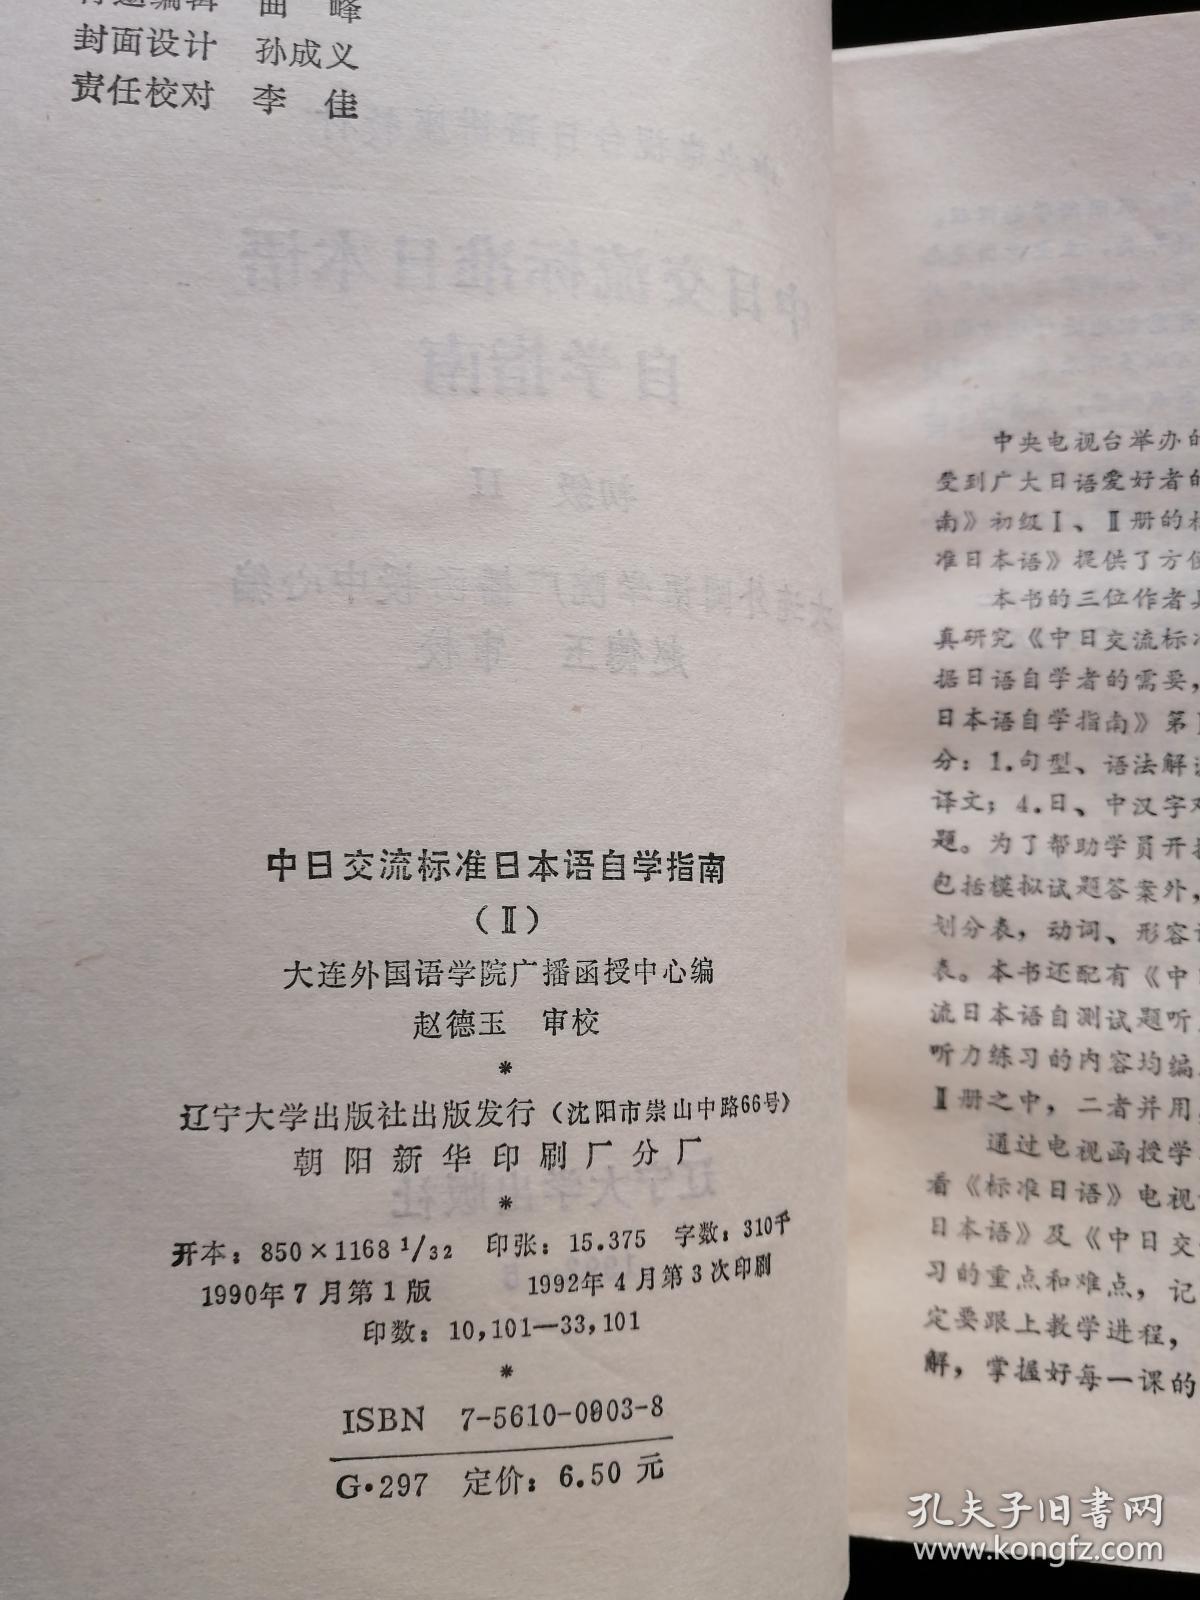 曲 峰
封面设计 孙成义
责任校对 李 佳
中日交流标准日本语自学指南
(Ⅱ)
大连外国语学院广播函授中心编
赵德玉 审校
*
辽宁大学出版社出版发行(沈阳市崇山中路66号)
朝阳新华印刷厂分厂
*
开本:850×1168 1/32 印张:15.375 字数:310千
1990年7月第1版 1992年4月第3次印刷
印数:10,101—33,101
*
ISBN 7-5610-0903-8
G·297 定价:6.50元
中央电视台举办的
受到广大日语爱好者的
南》初级Ⅰ、Ⅱ册的
准日本语》提供了方便
本书的三位作者
真研究《中日交流标准
据日语自学者的需要,
日本语自学指南》第
分:1.句型、语法解
译文;4.日、中汉字对
题。为了帮助学员开
包括模拟试题答案外,
划分表,动词、形容
表。本书还配有《中
流日本语自测试题听
听力练习的内容均编
Ⅱ册之中,二者并用
通过电视函授学
看《标准日语》电视
日本语》及《中日交
习的重点和难点,记
定要跟上教学进程,
解,掌握好每一课的
孔夫子旧书网
www.kongfz.com